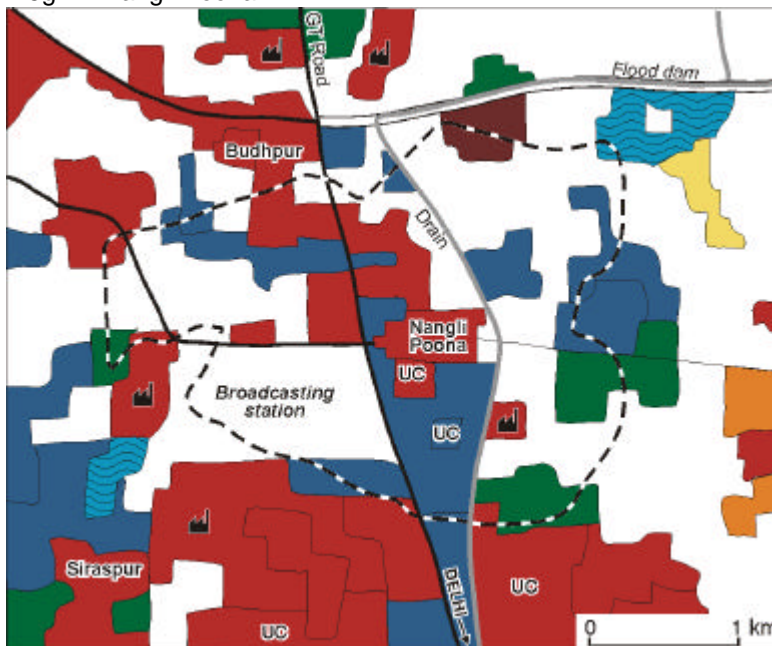 GT Road
Flood dam
Budhpur
Drain
Nangli
Poona
UC
Broadcasting
station
UC
Siraspur
DELHI
UC
UC
0 1 km